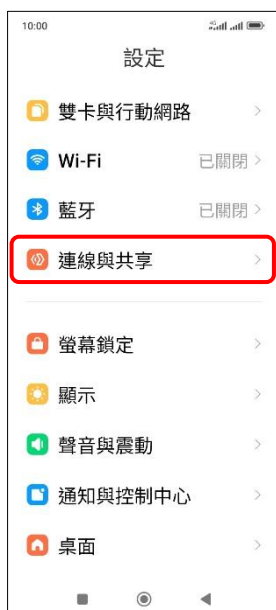 10:00
設定
雙卡與行動網路
Wi-Fi 已關閉
藍牙 已關閉
連線與共享
螢幕鎖定
顯示
聲音與震動
通知與控制中心
桌面